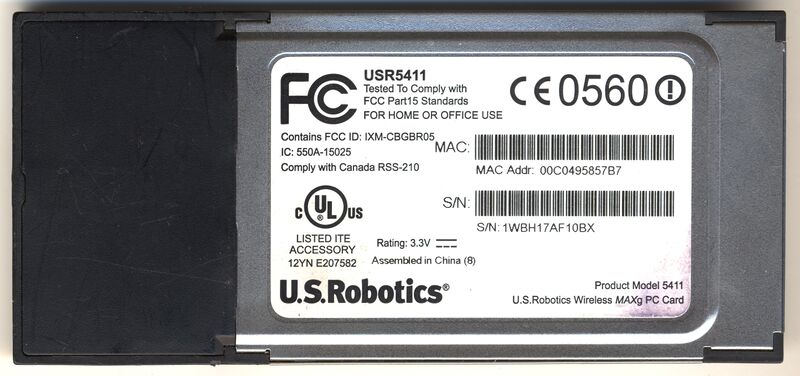 FC
USR5411
Tested To Comply with
FCC Part15 Standards
FOR HOME OR OFFICE USE
CE0560
Contains FCC ID: IXM-CBGBR05
IC: 550A-15025
Comply with Canada RSS-210
MAC:
MAC Addr: 00C0495857B7
S/N:
S/N: 1WBH17AF10BX
C UL® US
LISTED ITE
ACCESSORY
12YN E207582
Rating: 3.3V
Assembled in China (8)
U.S.Robotics®
Product Model 5411
U.S.Robotics Wireless MAXg PC Card